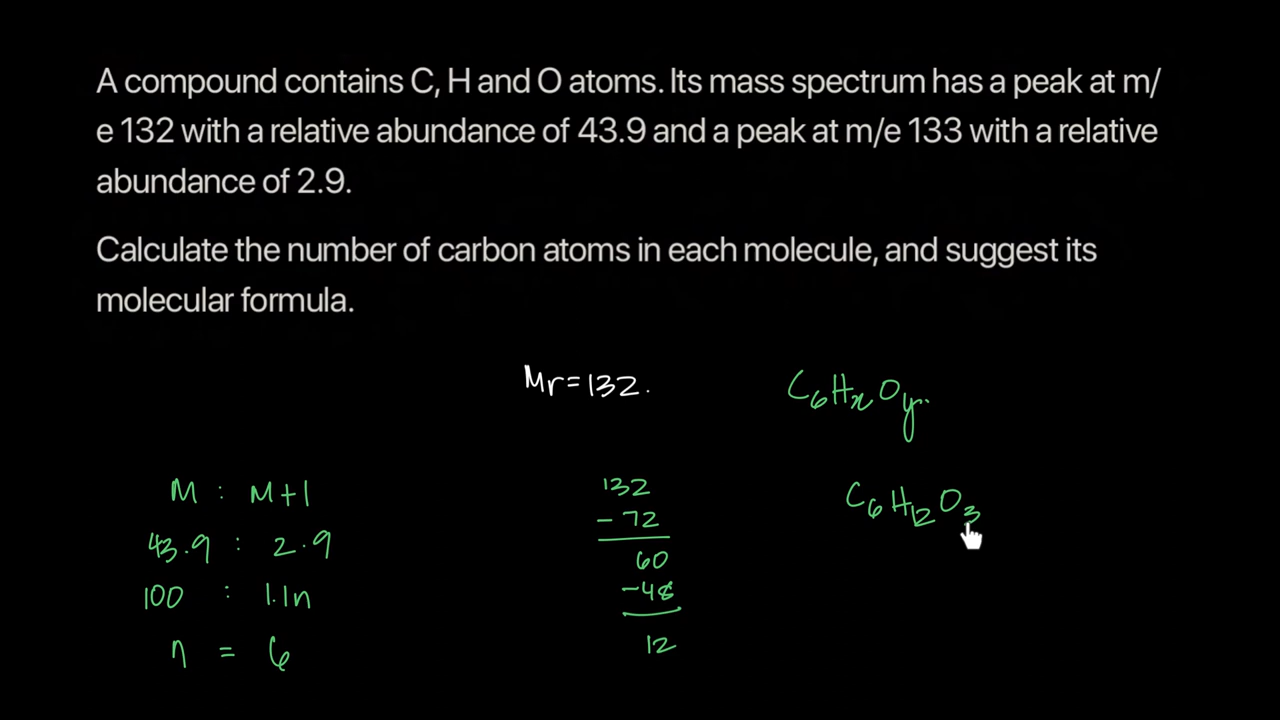 A compound contains C, H and O atoms. Its mass spectrum has a peak at m/
e 132 with a relative abundance of 43.9 and a peak at m/e 133 with a relative
abundance of 2.9.
Calculate the number of carbon atoms in each molecule, and suggest its
molecular formula.
Mr = 132.
C6HxOy..
M : M+1
43.9 : 2.9
100 : 1.1n
n = 6
132
- 72
60
- 48
12
C6H12O3